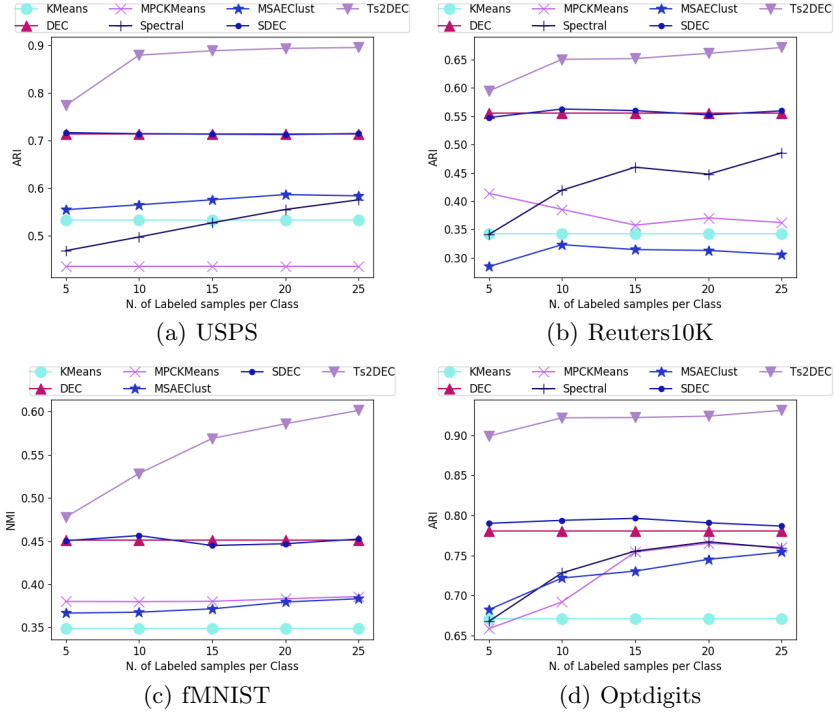 KMeans MPCKMeans MSAEClust Ts2DEC
DEC Spectral SDEC
0.9
0.8
0.7
0.6
0.5
ARI
5 10 15 20 25
N. of Labeled samples per Class
(a) USPS
KMeans MPCKMeans MSAEClust Ts2DEC
DEC Spectral SDEC
0.65
0.60
0.55
0.50
0.45
0.40
0.35
0.30
ARI
5 10 15 20 25
N. of Labeled samples per Class
(b) Reuters10K
KMeans MPCKMeans SDEC Ts2DEC
DEC MSAEClust
0.60
0.55
0.50
0.45
0.40
0.35
NMI
5 10 15 20 25
N. of Labeled samples per Class
(c) fMNIST
KMeans MPCKMeans MSAEClust Ts2DEC
DEC Spectral SDEC
0.90
0.85
0.80
0.75
0.70
0.65
ARI
5 10 15 20 25
N. of Labeled samples per Class
(d) Optdigits